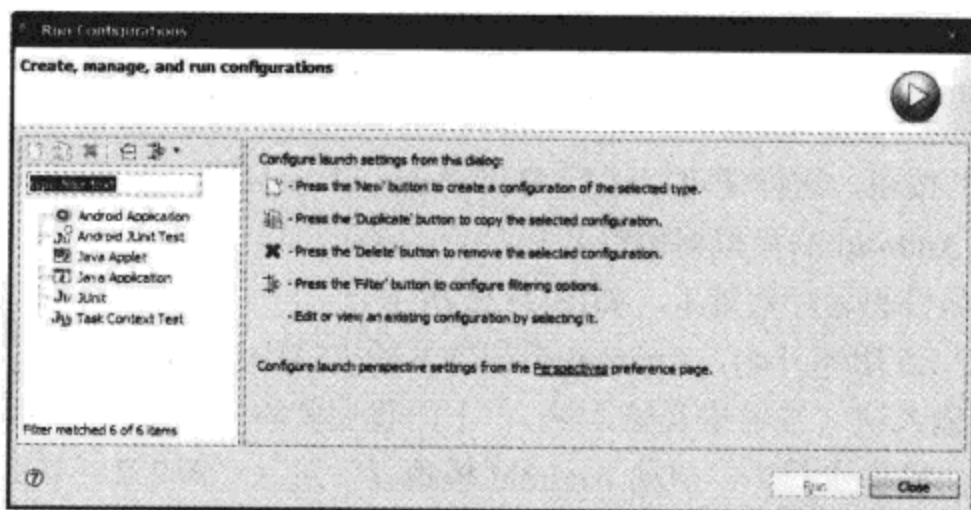 Run Configurations
Create, manage, and run configurations
type filter text
Android Application
Android JUnit Test
Java Applet
Java Application
JUnit
Task Context Test
Filter matched 6 of 6 items
Configure launch settings from this dialog:
- Press the 'New' button to create a configuration of the selected type.
- Press the 'Duplicate' button to copy the selected configuration.
- Press the 'Delete' button to remove the selected configuration.
- Press the 'Filter' button to configure filtering options.
- Edit or view an existing configuration by selecting it.
Configure launch perspective settings from the Perspectives preference page.
Run
Close